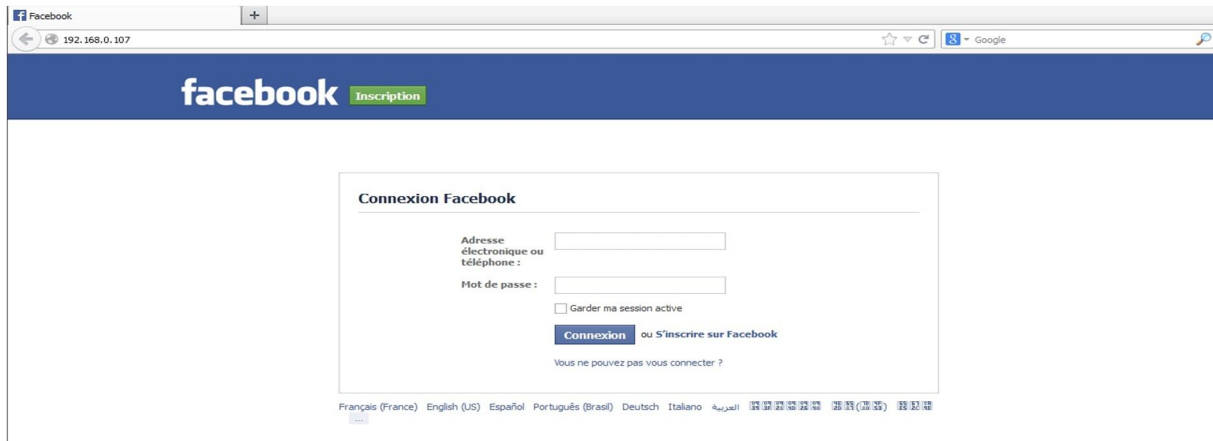 Facebook
192.168.0.107
Google
facebook Inscription
Connexion Facebook
Adresse
électronique ou
téléphone :
Mot de passe :
Garder ma session active
Connexion ou S'inscrire sur Facebook
Vous ne pouvez pas vous connecter ?
Français (France) English (US) Español Português (Brasil) Deutsch Italiano العربية
...